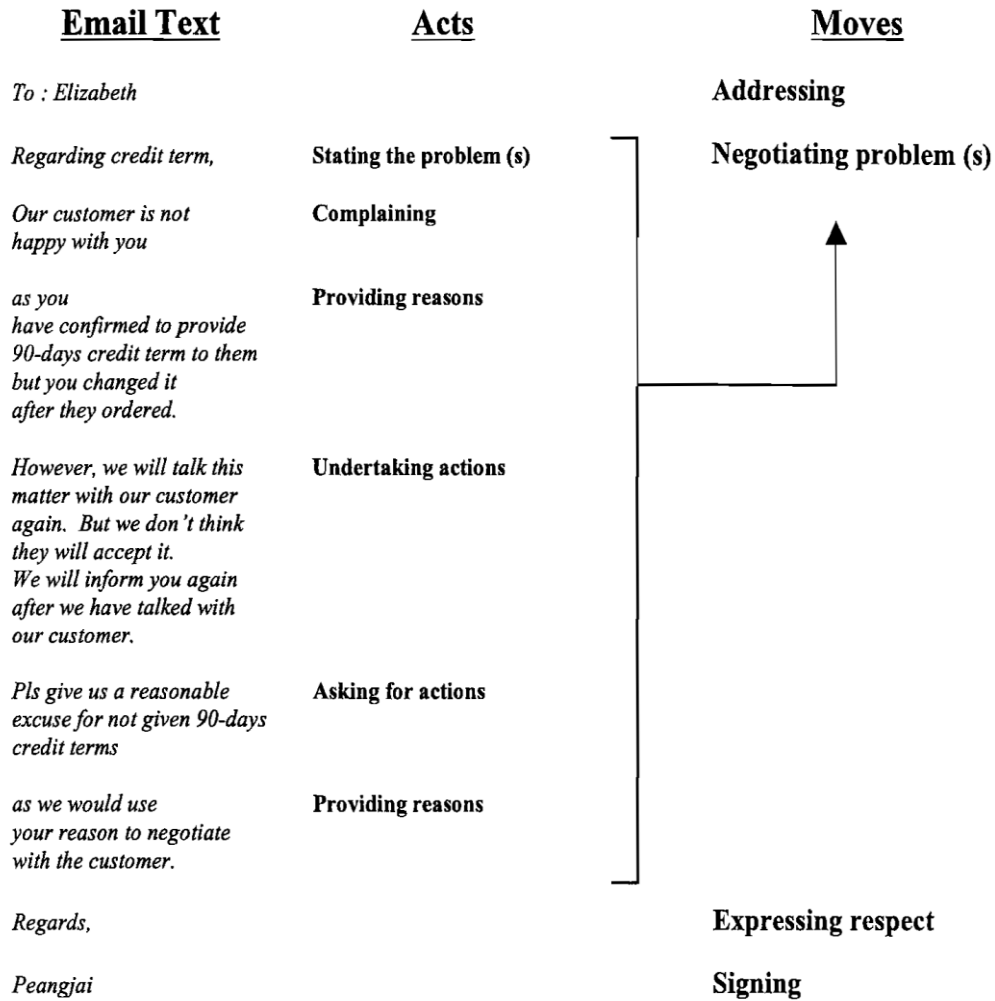 Email Text Acts Moves
To : Elizabeth Addressing
Regarding credit term, Stating the problem (s) Negotiating problem (s)
Our customer is not Complaining
happy with you
as you Providing reasons
have confirmed to provide
90-days credit term to them
but you changed it
after they ordered.
However, we will talk this Undertaking actions
matter with our customer
again. But we don't think
they will accept it.
We will inform you again
after we have talked with
our customer.
Pls give us a reasonable Asking for actions
excuse for not given 90-days
credit terms
as we would use Providing reasons
your reason to negotiate
with the customer.
Regards, Expressing respect
Peangjai Signing